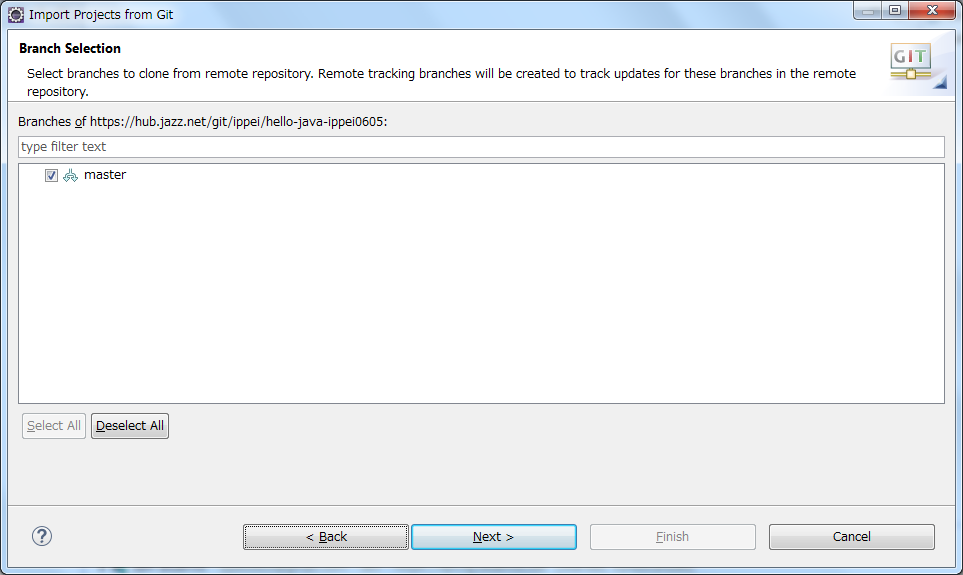 Import Projects from Git
Branch Selection
Select branches to clone from remote repository. Remote tracking branches will be created to track updates for these branches in the remote
repository.
GIT
Branches of https://hub.jazz.net/git/ippei/hello-java-ippei0605:
type filter text
master
Select All
Deselect All
?
< Back
Next >
Finish
Cancel